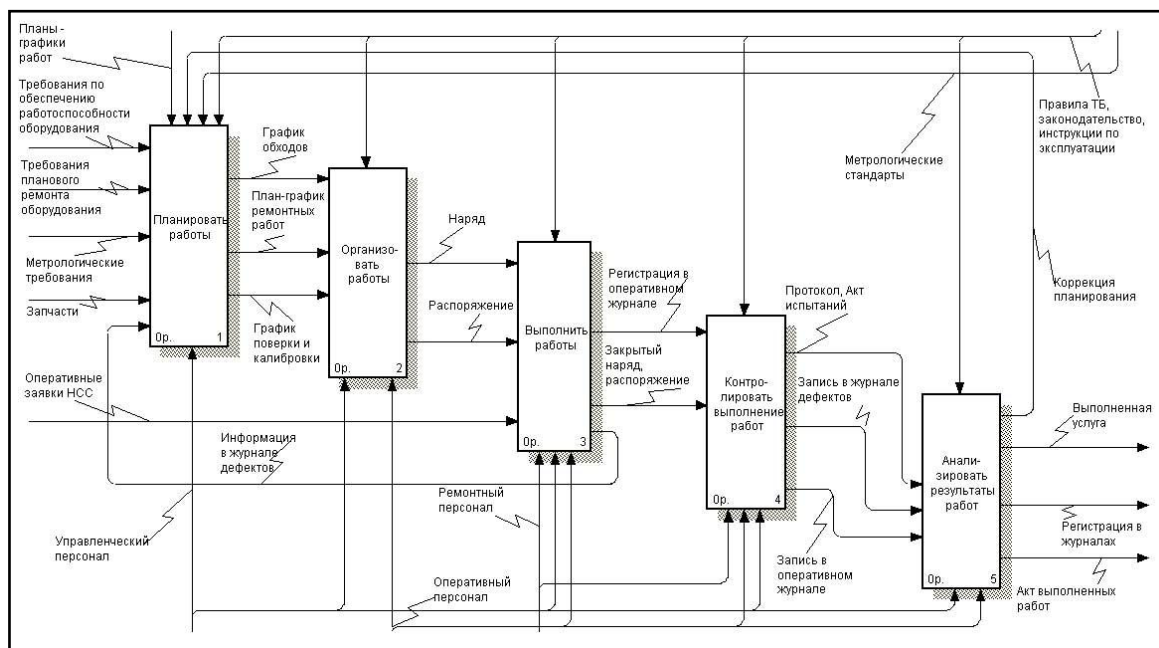 Планы -
графики
работ
Требования по
обеспечению
работоспособности
оборудования
Требования
планового
ремонта
оборудования
Метрологические
требования
Запчасти
Оперативные
заявки НСС
Планировать
работы
0р. 1
График
обходов
План-график
ремонтных
работ
График
поверки и
калибровки
Организо-
вать
работы
0р. 2
Наряд
Распоряжение
Выполнить
работы
0р. 3
Информация
в журнале
дефектов
Управленческий
персонал
Ремонтный
персонал
Оперативный
персонал
Регистрация в
оперативном
журнале
Закрытый
наряд,
распоряжение
Контро-
лировать
выполнение
работ
0р. 4
Протокол, Акт
испытаний
Запись в журнале
дефектов
Запись в
оперативном
журнале
Метрологические
стандарты
Правила ТБ,
законодательство,
инструкции по
эксплуатации
Коррекция
планирования
Анали-
зировать
результаты
работ
0р. 5
Выполненная
услуга
Регистрация в
журналах
Акт выполненных
работ